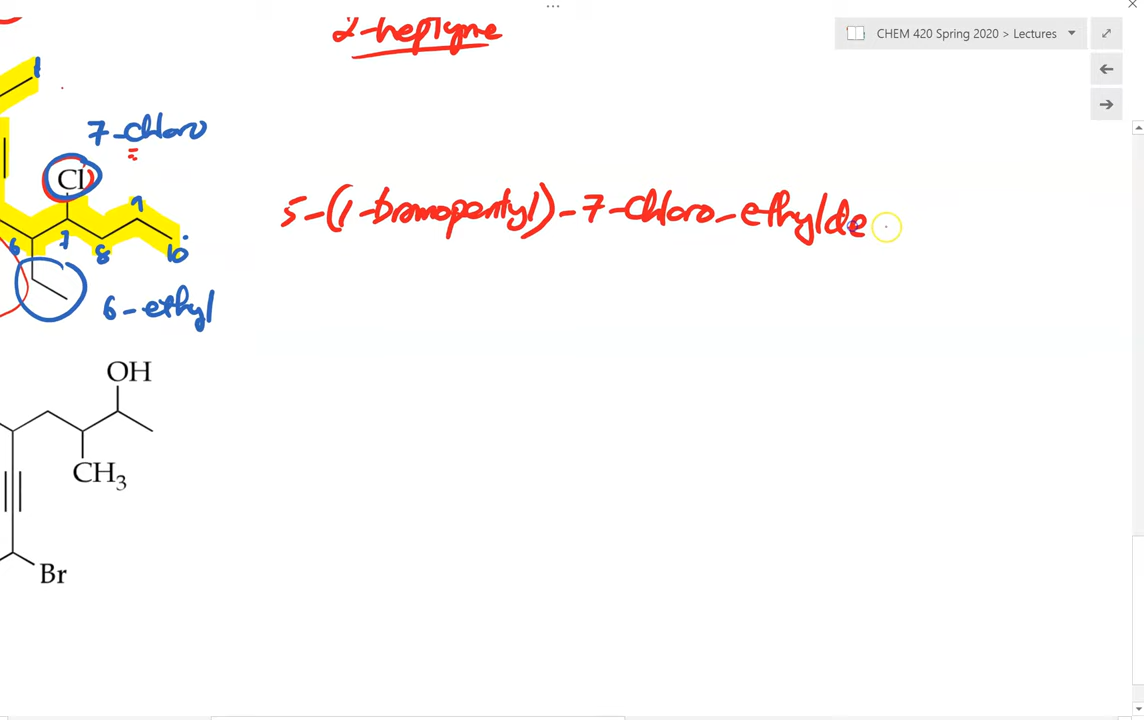 2-heptyne
CHEM 420 Spring 2020 > Lectures
1
7-chloro
Cl
5-(1-bromopentyl)-7-chloro-ethylde
9
6
7
8
10
6-ethyl
OH
CH3
Br